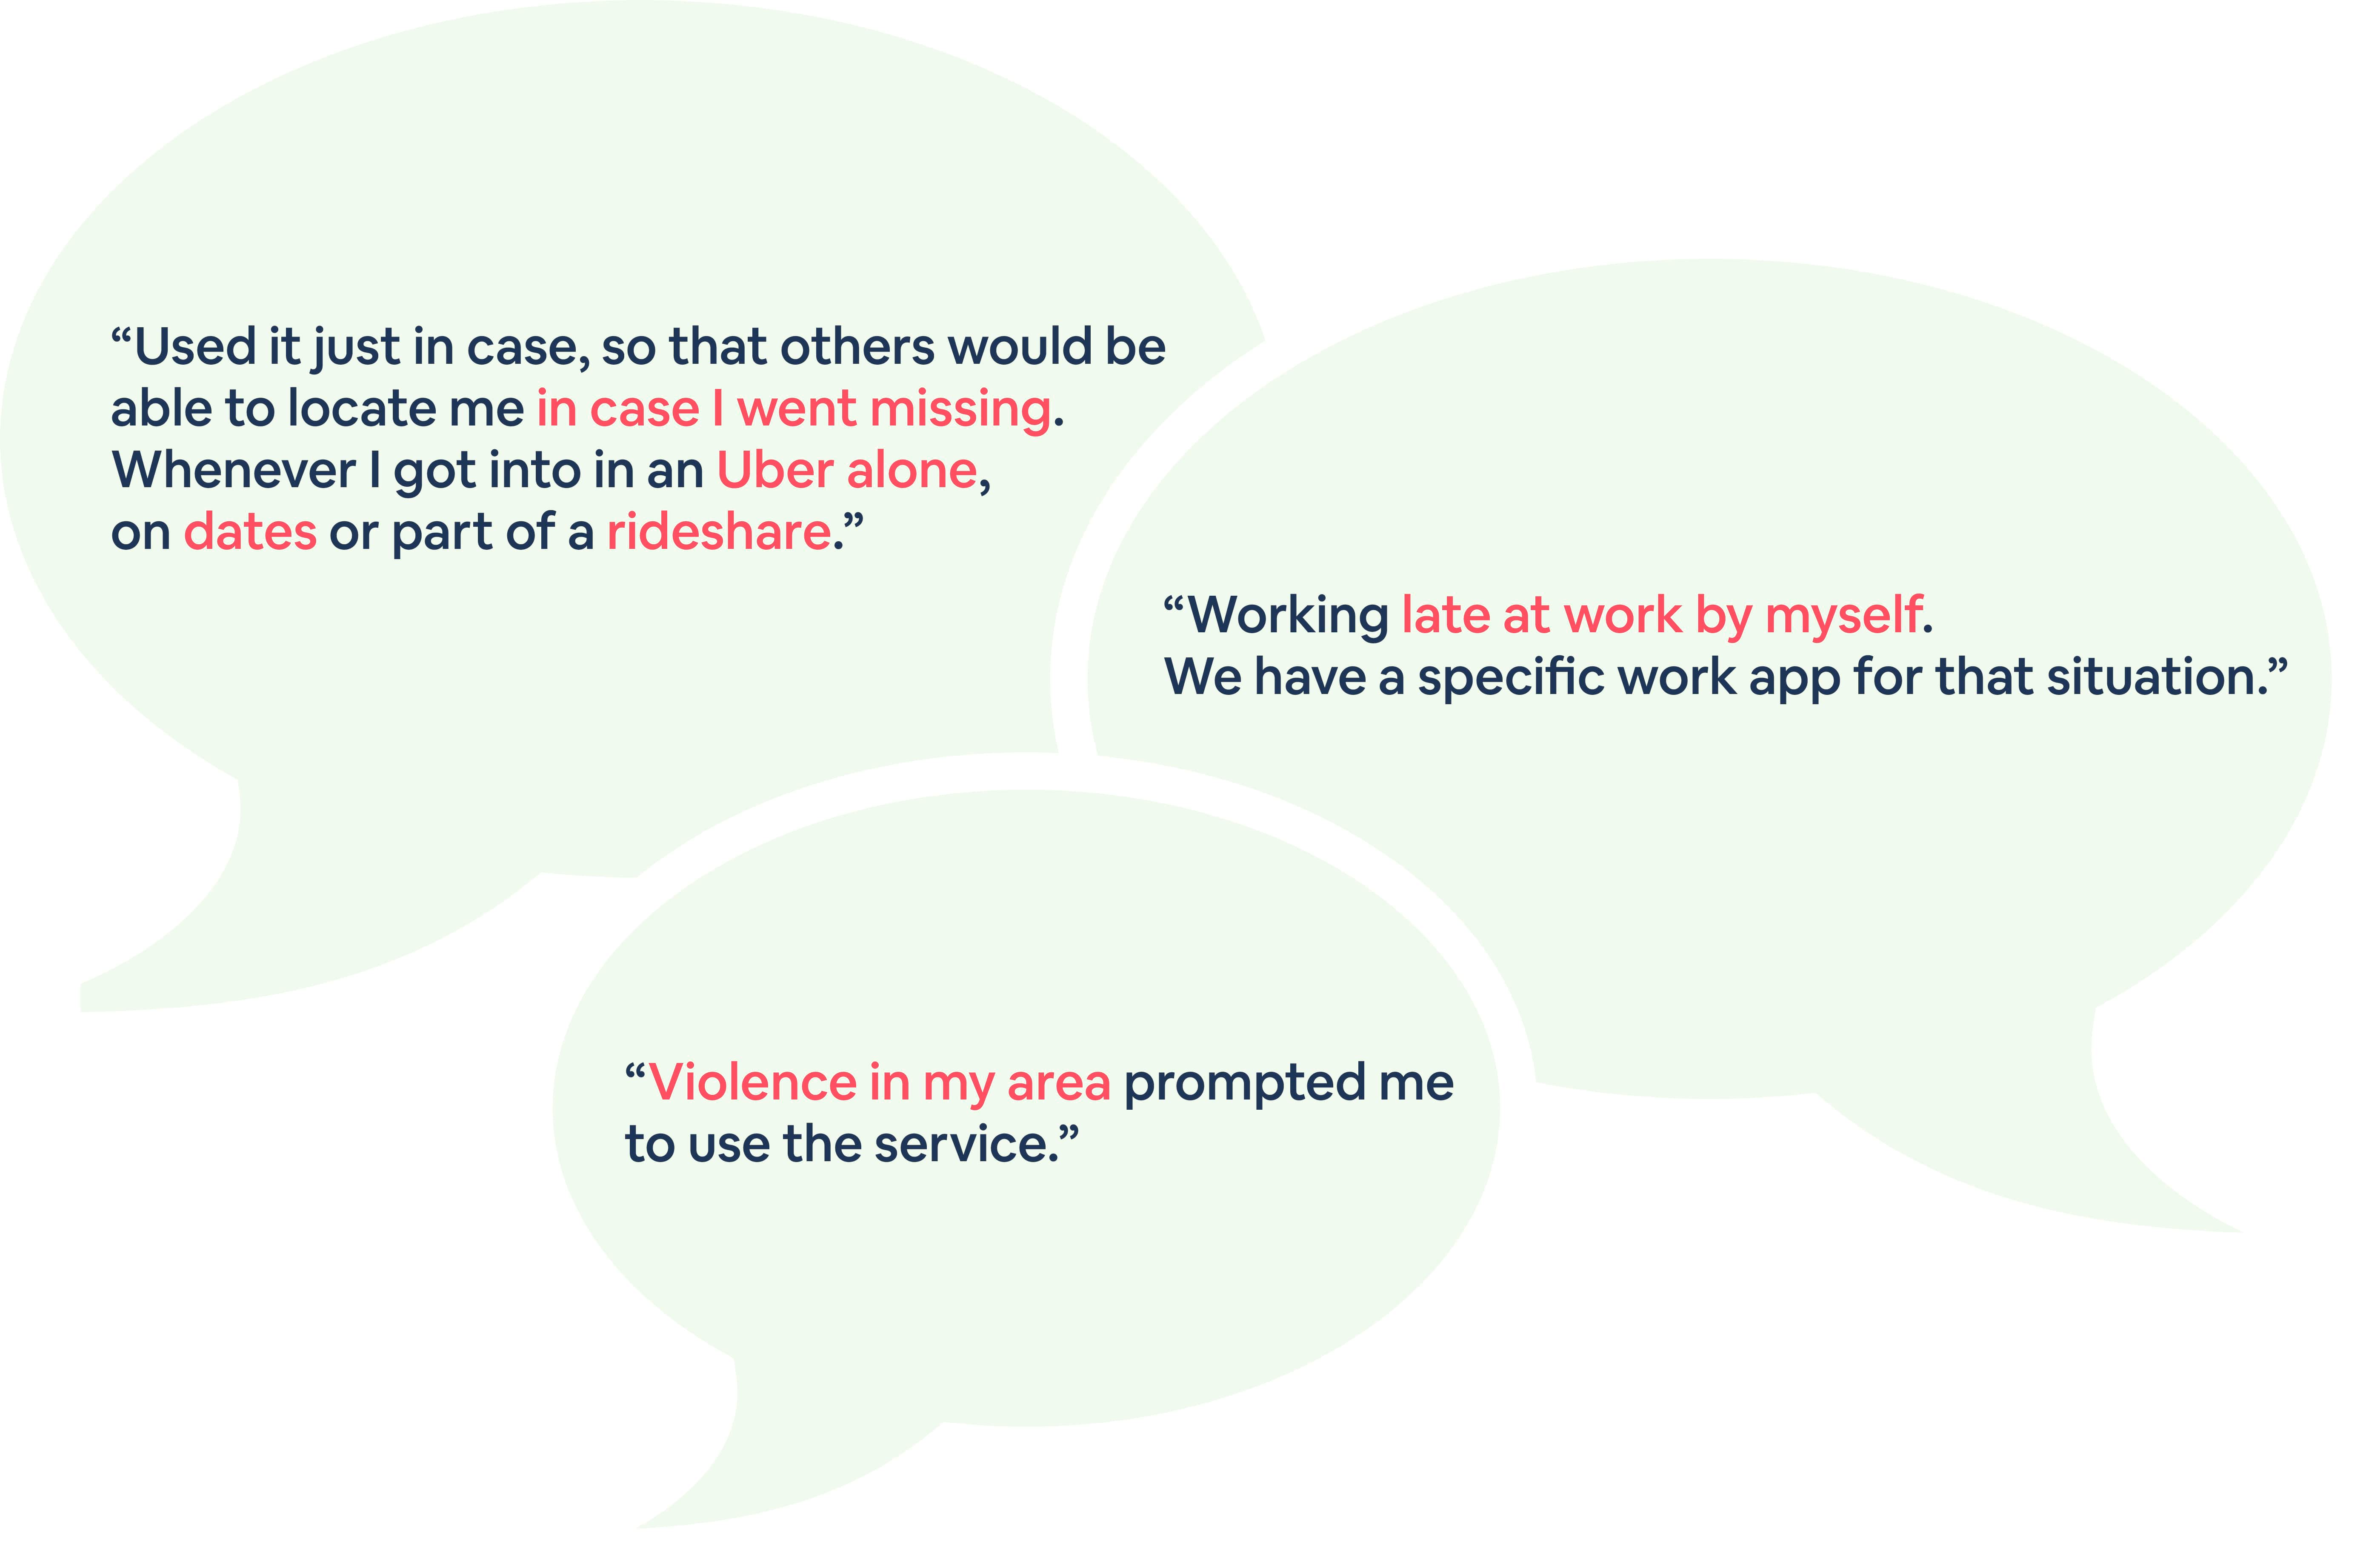 “Used it just in case, so that others would be
able to locate me in case I went missing.
Whenever I got into in an Uber alone,
on dates or part of a rideshare.”
“Working late at work by myself.
We have a specific work app for that situation.”
“Violence in my area prompted me
to use the service.”